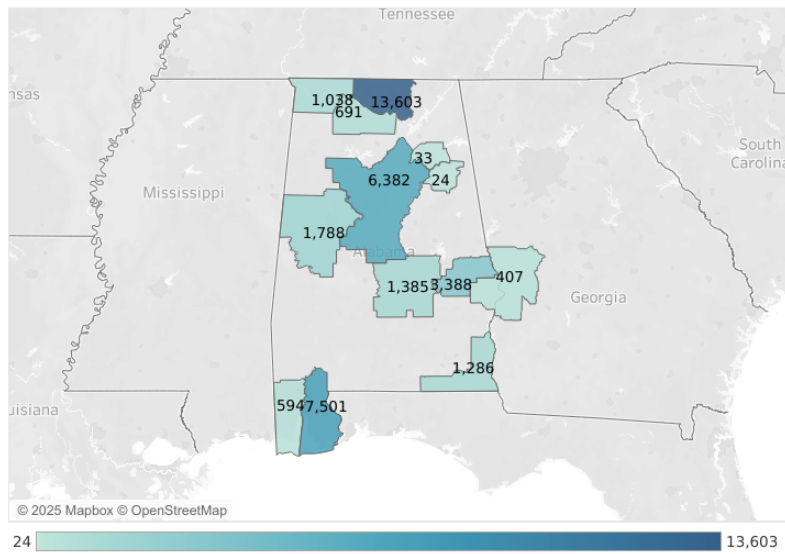 Tennessee
nsas
1,038
13,603
691
South
Carolina
33
6,382
24
Mississippi
1,788
Alabama
1,385
3,388
407
Georgia
1,286
594
7,501
uisiana
© 2025 Mapbox © OpenStreetMap
24
13,603